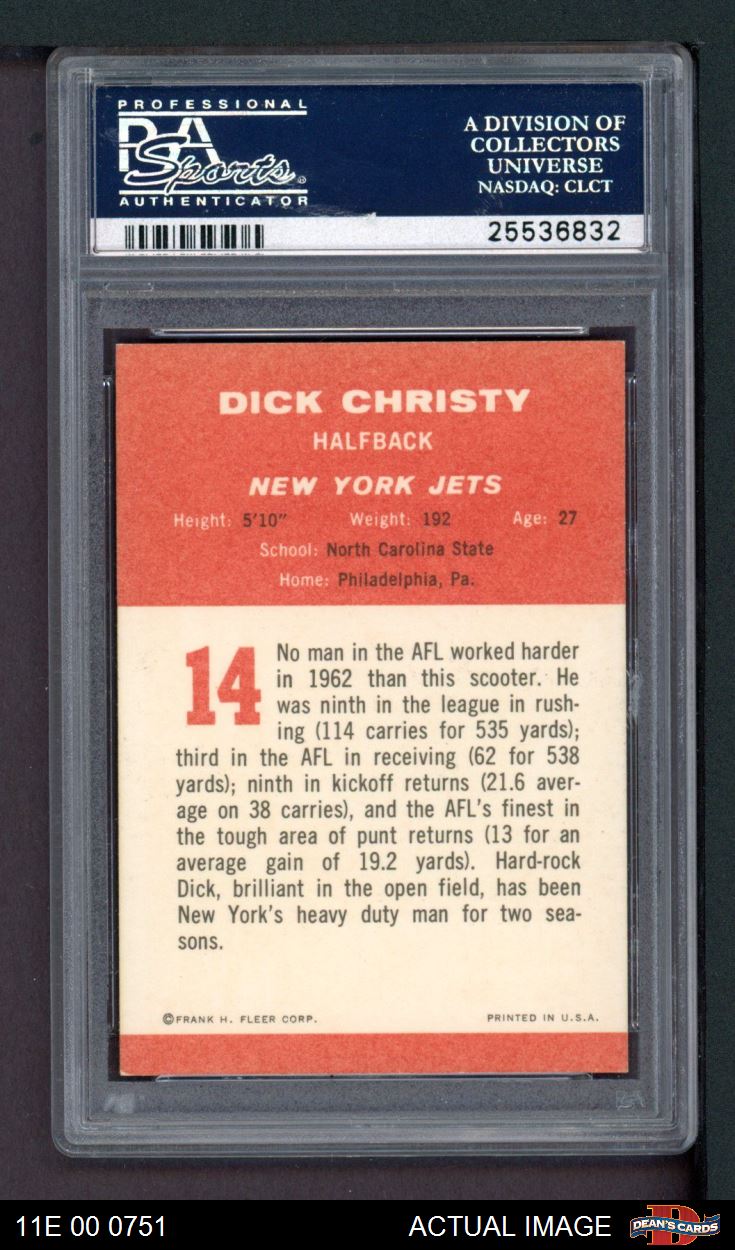 PROFESSIONAL
PSA
Sports®
AUTHENTICATOR
A DIVISION OF
COLLECTORS
UNIVERSE
NASDAQ: CLCT
25536832
DICK CHRISTY
HALFBACK
NEW YORK JETS
Height: 5'10" Weight: 192 Age: 27
School: North Carolina State
Home: Philadelphia, Pa.
14
No man in the AFL worked harder
in 1962 than this scooter. He
was ninth in the league in rush-
ing (114 carries for 535 yards);
third in the AFL in receiving (62 for 538
yards); ninth in kickoff returns (21.6 aver-
age on 38 carries), and the AFL's finest in
the tough area of punt returns (13 for an
average gain of 19.2 yards). Hard-rock
Dick, brilliant in the open field, has been
New York's heavy duty man for two sea-
sons.
©FRANK H. FLEER CORP. PRINTED IN U.S.A.
11E 00 0751 ACTUAL IMAGE DEAN'S CARDS